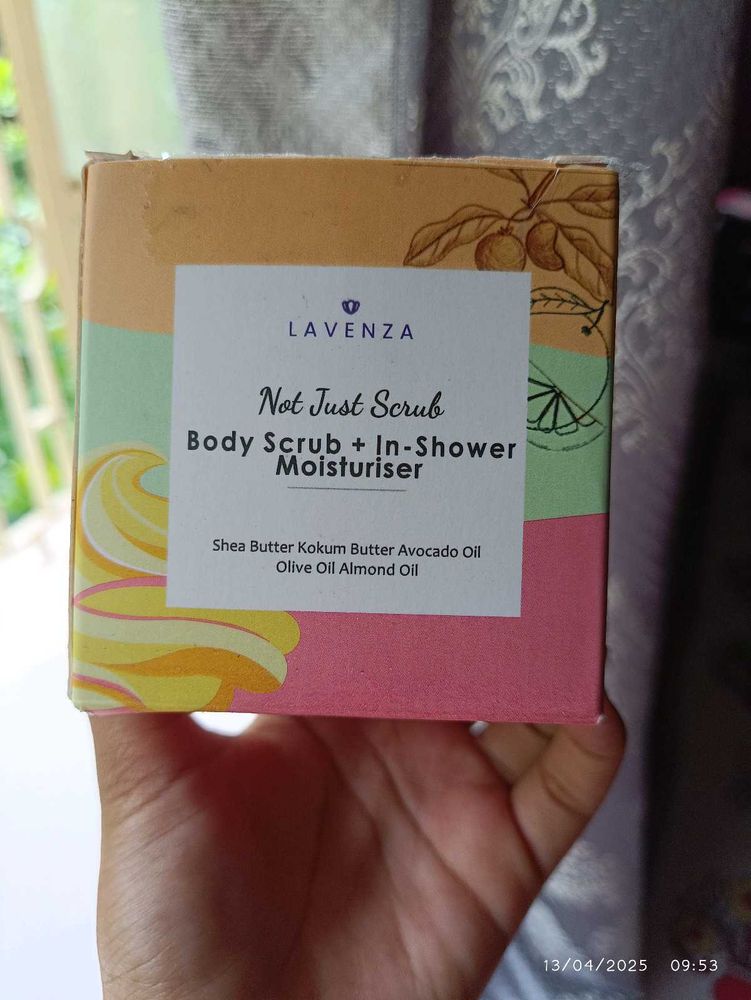 LAVENZA
Not Just Scrub
Body Scrub + In-Shower
Moisturiser
Shea Butter Kokum Butter Avocado Oil
Olive Oil Almond Oil
13/04/2025 09:53